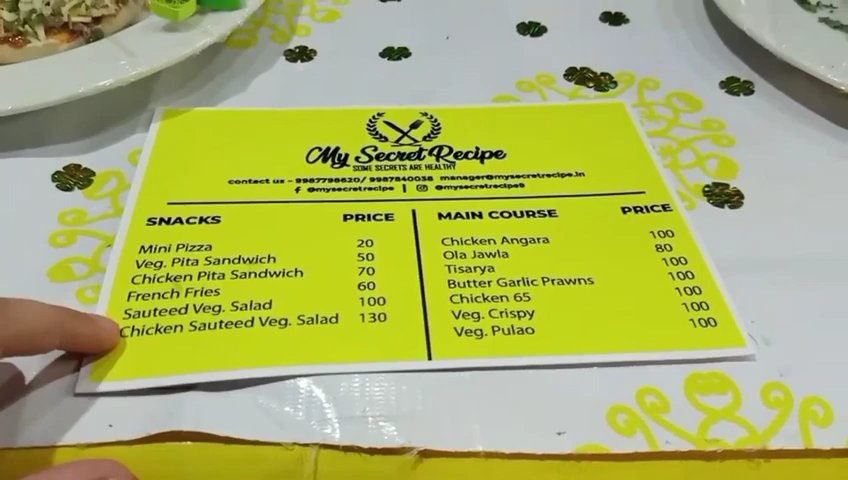 My Secret Recipe
SOME SECRETS ARE HEALTHY
contact us - 9987798620/ 9987840038 manager@mysecretrecipe.in
@mysecretrecipe | @mysecretrecipe9
SNACKS PRICE
Mini Pizza 20
Veg. Pita Sandwich 50
Chicken Pita Sandwich 70
French Fries 60
Sauteed Veg. Salad 100
Chicken Sauteed Veg. Salad 130
MAIN COURSE PRICE
Chicken Angara 100
Ola Jawla 80
Tisarya 100
Butter Garlic Prawns 100
Chicken 65 100
Veg. Crispy 100
Veg. Pulao 100